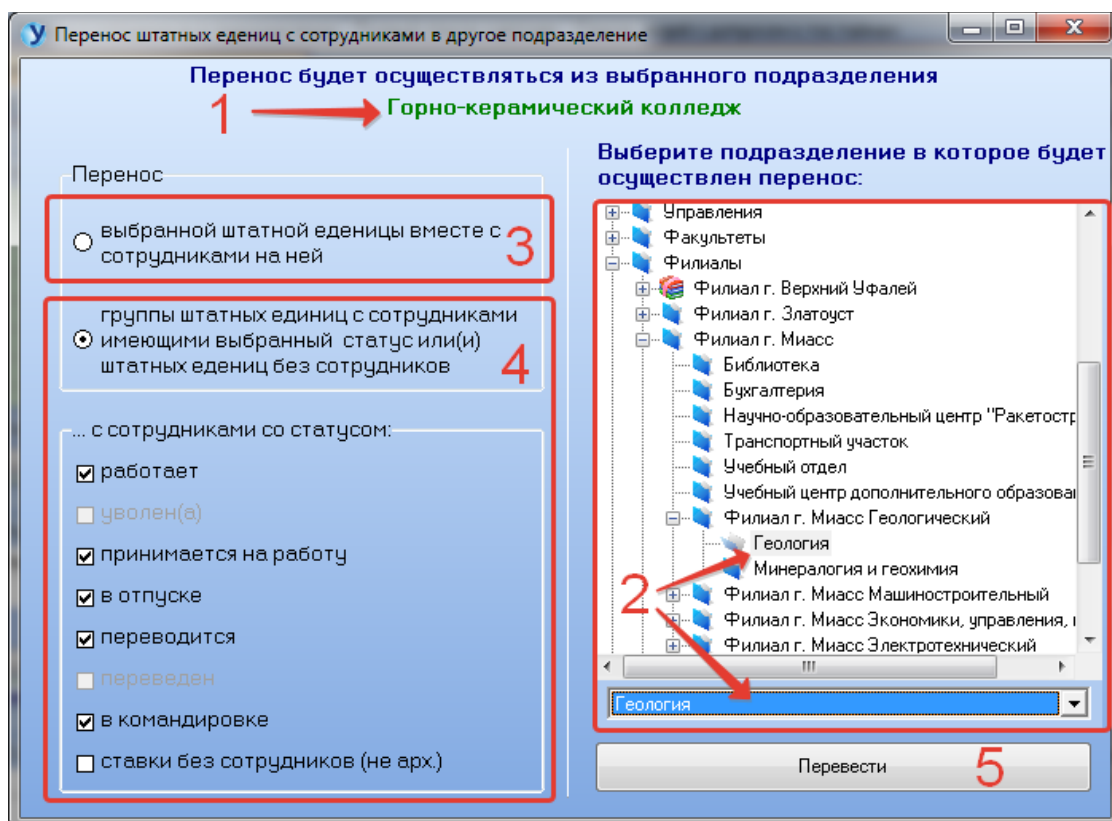 Перенос штатных едениц с сотрудниками в другое подразделение
Перенос будет осуществляться из выбранного подразделения
1
Горно-керамический колледж
Перенос
выбранной штатной еденицы вместе с
сотрудниками на ней
3
группы штатных единиц с сотрудниками
имеющими выбранный статус или(и)
штатных едениц без сотрудников
4
... с сотрудниками со статусом:
работает
уволен(а)
принимается на работу
в отпуске
переводится
переведен
в командировке
ставки без сотрудников (не арх.)
Выберите подразделение в которое будет
осуществлен перенос:
Управления
Факультеты
Филиалы
Филиал г. Верхний Уфалей
Филиал г. Златоуст
Филиал г. Миасс
Библиотека
Бухгалтерия
Научно-образовательный центр "Ракетостр
Транспортный участок
Учебный отдел
Учебный центр дополнительного образова
Филиал г. Миасс Геологический
Геология
Минералогия и геохимия
2
Филиал г. Миасс Машиностроительный
Филиал г. Миасс Экономики, управления,
Филиал г. Миасс Электротехнический
Геология
Перевести
5